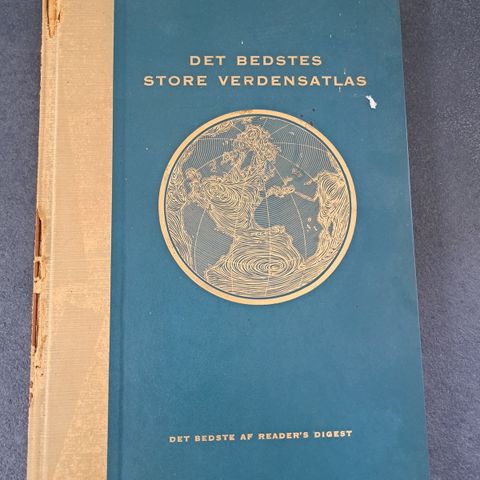 DET BEDSTES
STORE VERDENSATLAS
DET BEDSTE AF READER'S DIGEST